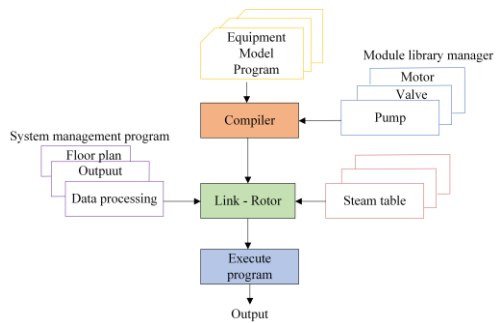 Equipment
Model
Program
Module library manager
Motor
Valve
Pump
Compiler
System management program
Floor plan
Outpuut
Data processing
Link - Rotor
Steam table
Execute
program
Output